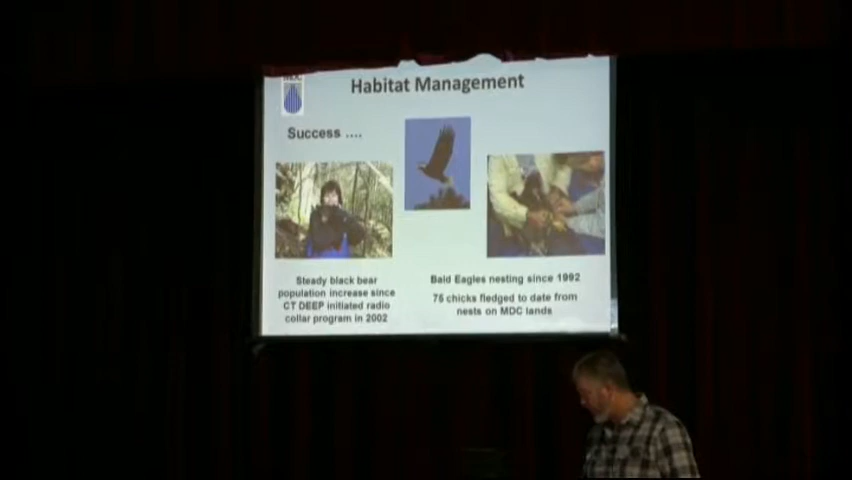 MDC
Habitat Management
Success ....
Steady black bear
population increase since
CT DEEP initiated radio
collar program in 2002
Bald Eagles nesting since 1992
75 chicks fledged to date from
nests on MDC lands